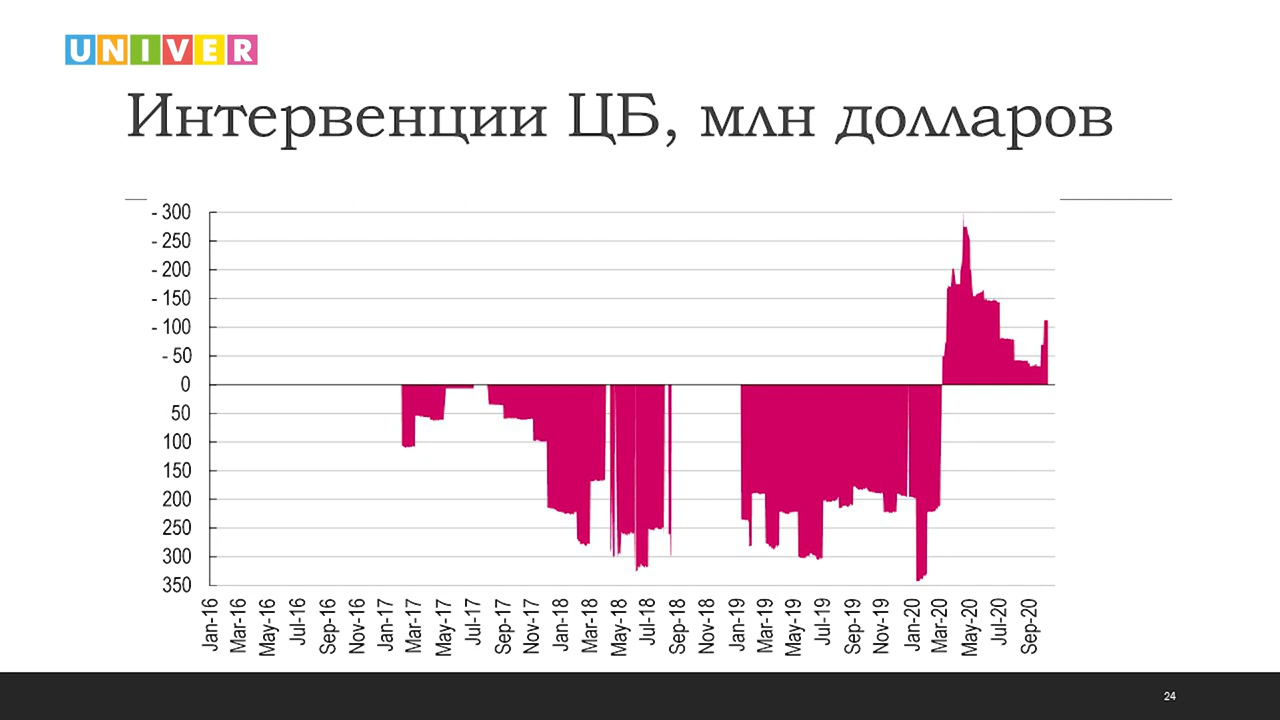 UNIVER
Интервенции ЦБ, млн долларов
- 300
- 250
- 200
- 150
- 100
- 50
0
50
100
150
200
250
300
350
Jan-16
Mar-16
May-16
Jul-16
Sep-16
Nov-16
Jan-17
Mar-17
May-17
Jul-17
Sep-17
Nov-17
Jan-18
Mar-18
May-18
Jul-18
Sep-18
Nov-18
Jan-19
Mar-19
May-19
Jul-19
Sep-19
Nov-19
Jan-20
Mar-20
May-20
Jul-20
Sep-20
24